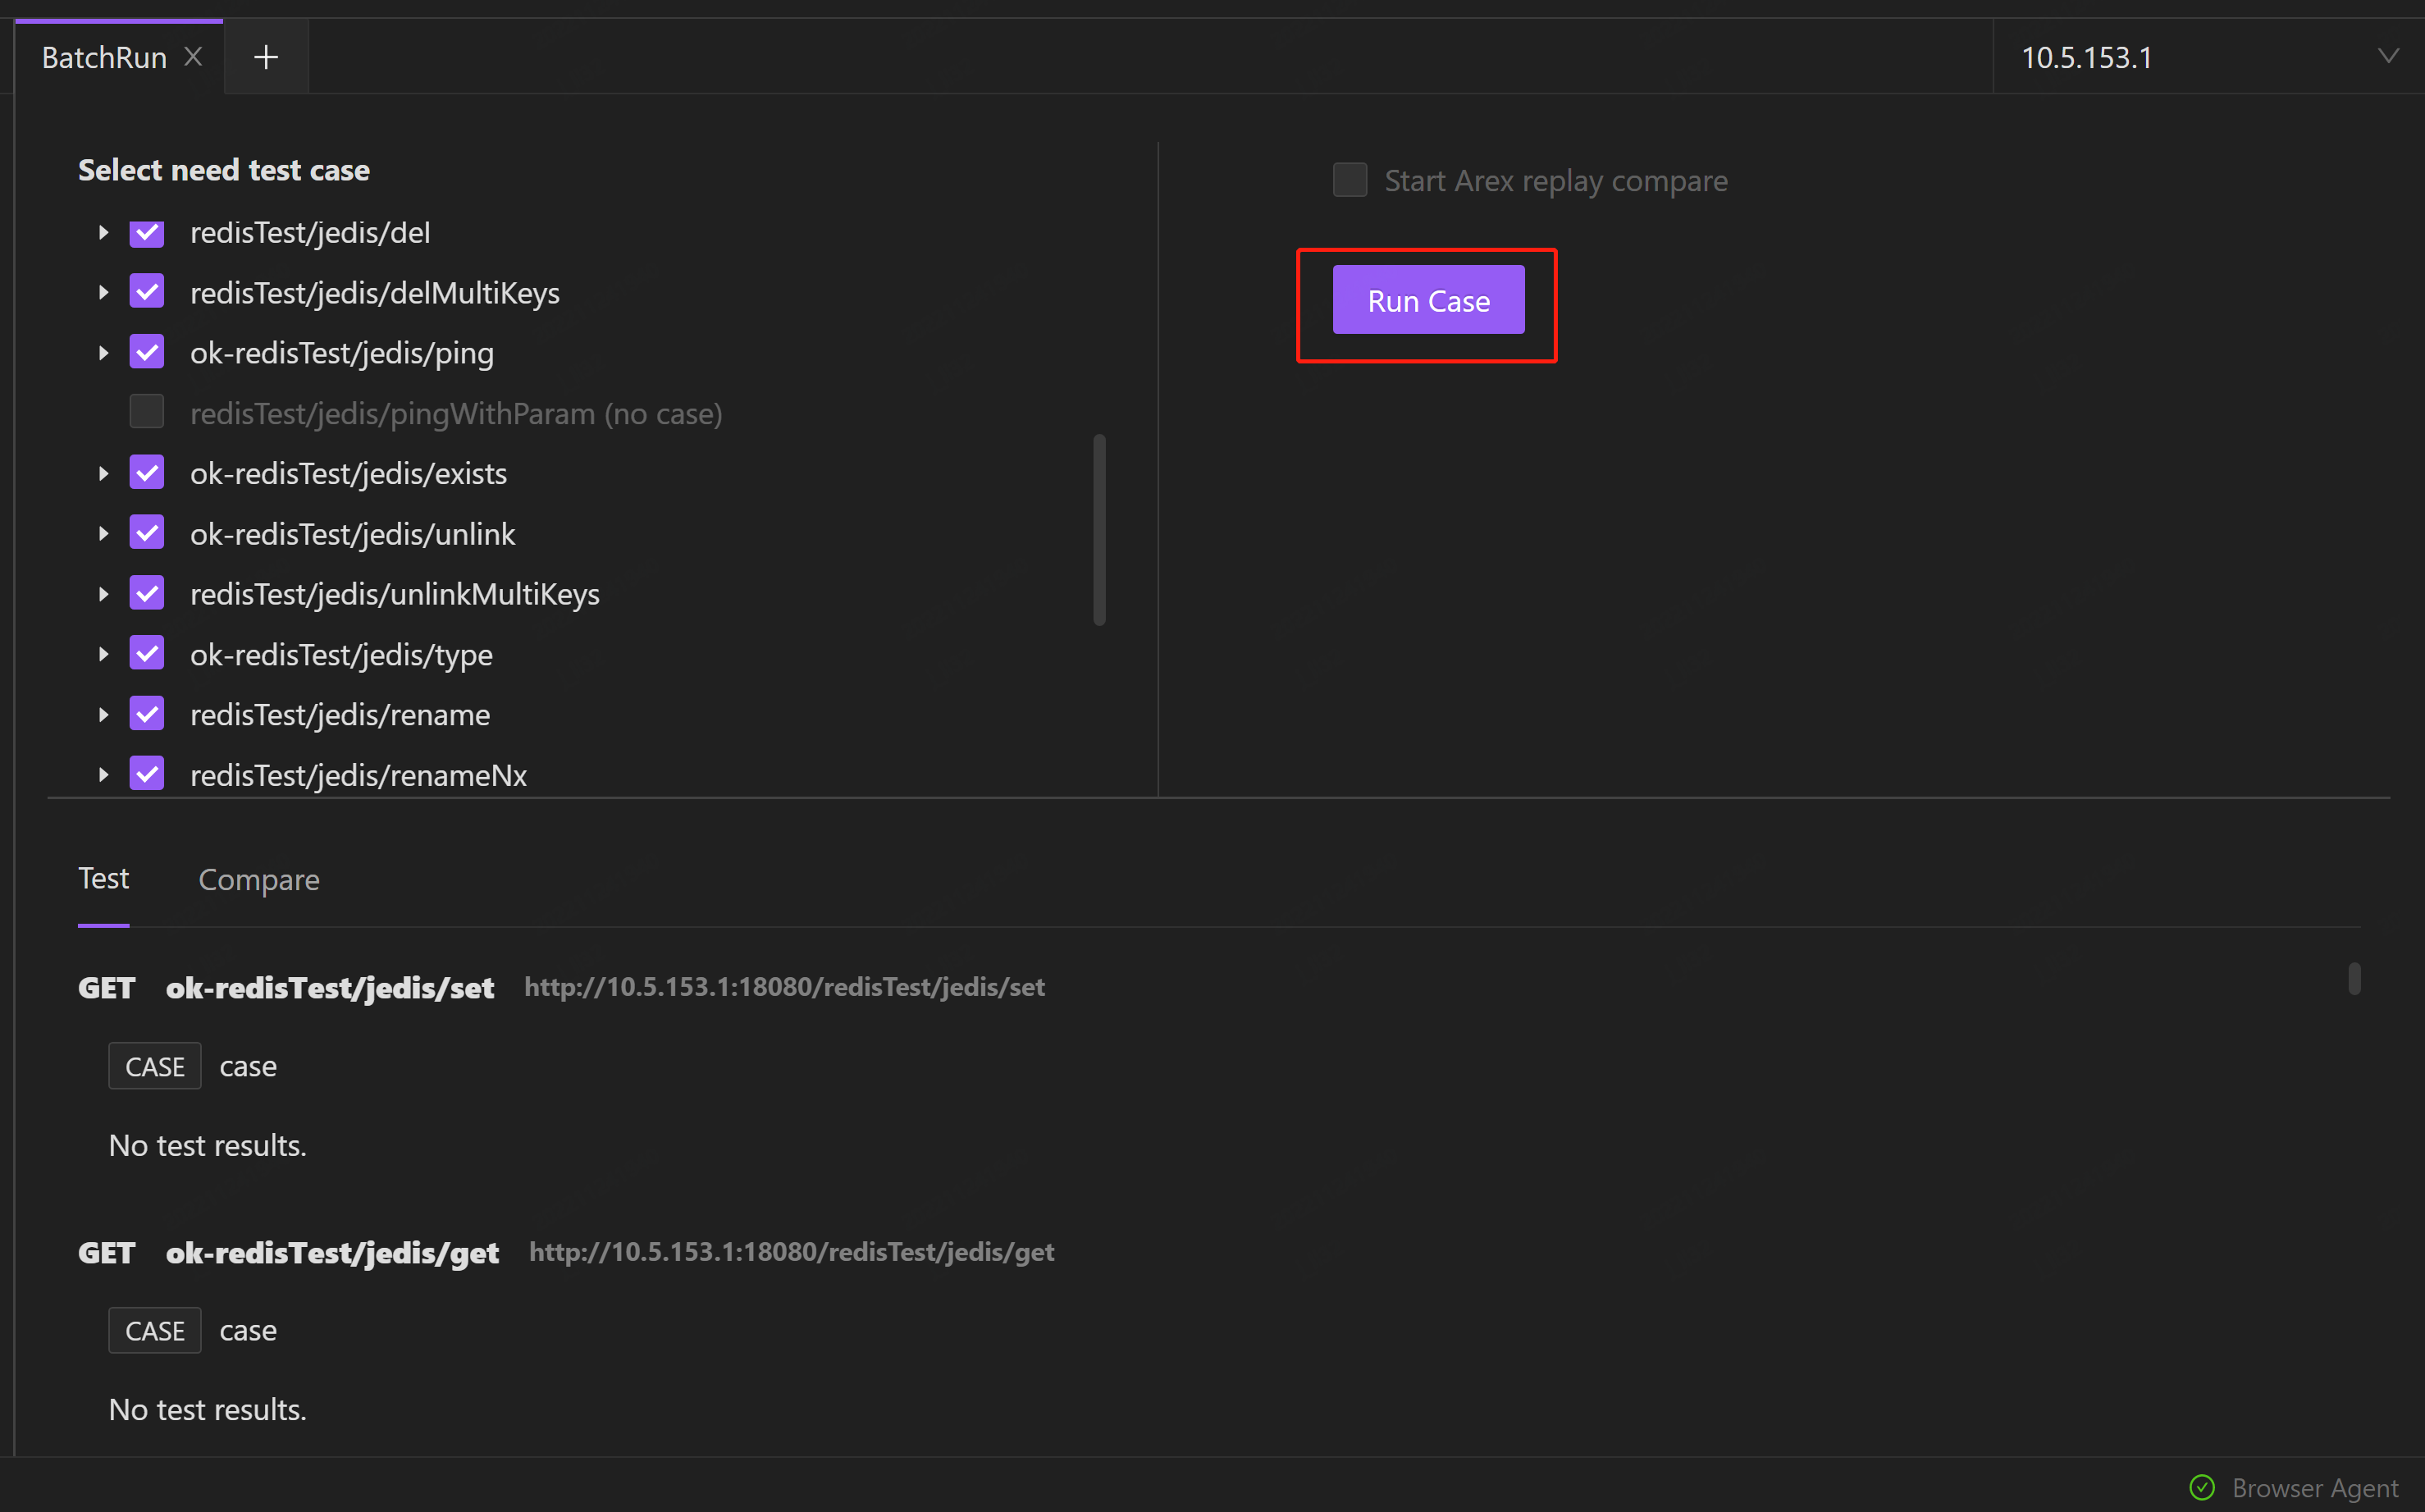 BatchRun
10.5.153.1
Select need test case
redisTest/jedis/del
redisTest/jedis/delMultiKeys
ok-redisTest/jedis/ping
redisTest/jedis/pingWithParam (no case)
ok-redisTest/jedis/exists
ok-redisTest/jedis/unlink
redisTest/jedis/unlinkMultiKeys
ok-redisTest/jedis/type
redisTest/jedis/rename
redisTest/jedis/renameNx
Start Arex replay compare
Run Case
Test Compare
GET ok-redisTest/jedis/set http://10.5.153.1:18080/redisTest/jedis/set
CASE case
No test results.
GET ok-redisTest/jedis/get http://10.5.153.1:18080/redisTest/jedis/get
CASE case
No test results.
Browser Agent